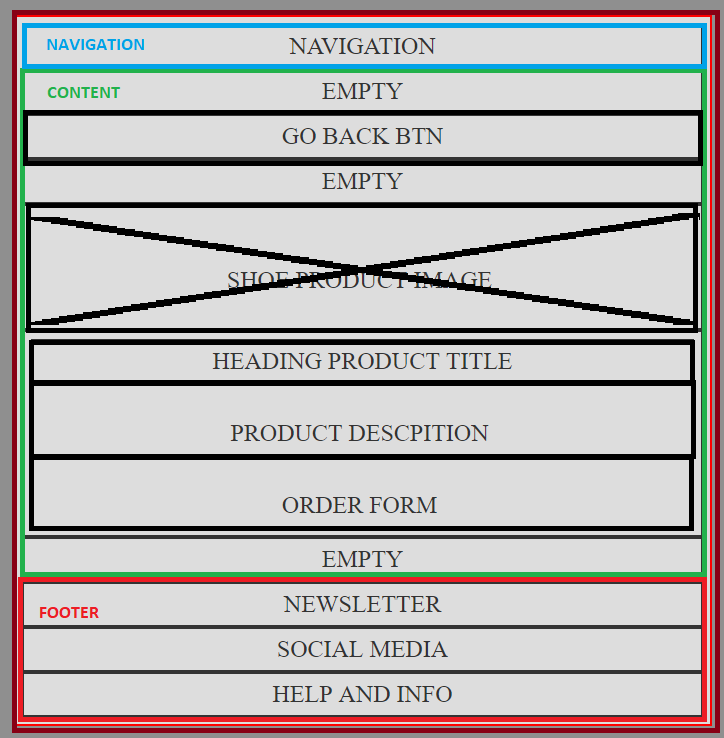 NAVIGATION NAVIGATION
CONTENT EMPTY
GO BACK BTN
EMPTY
SHOE PRODUCT IMAGE
HEADING PRODUCT TITLE
PRODUCT DESCPITION
ORDER FORM
EMPTY
FOOTER NEWSLETTER
SOCIAL MEDIA
HELP AND INFO